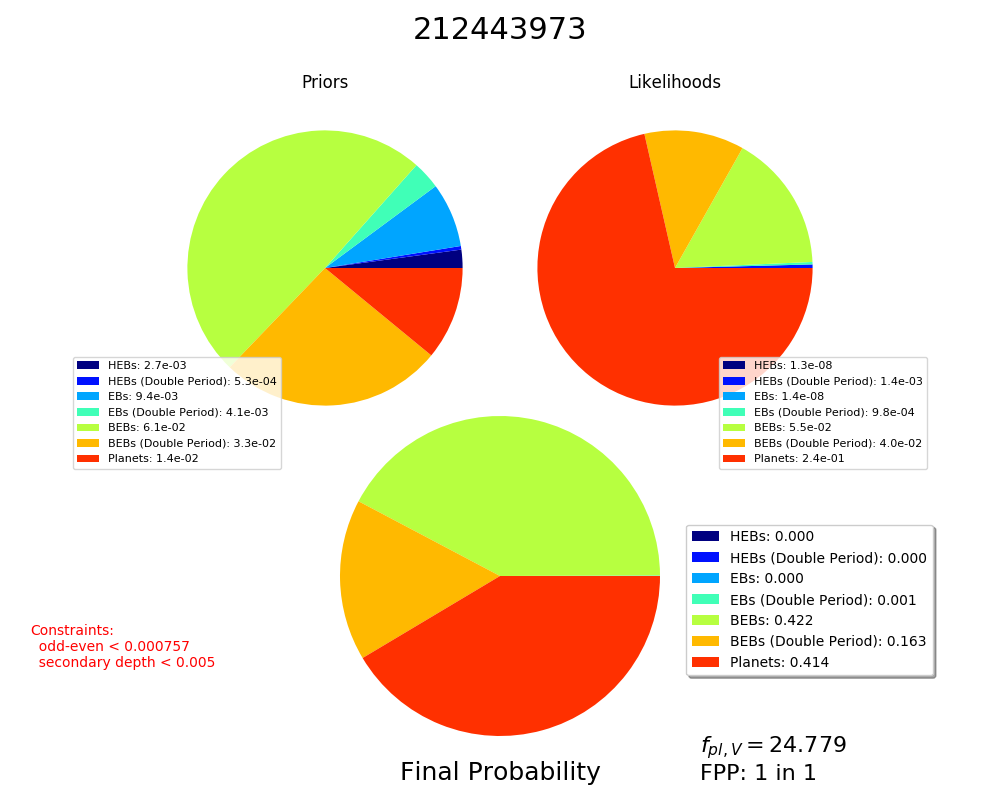 212443973
Priors
Likelihoods
HEBs: 2.7e-03
HEBs (Double Period): 5.3e-04
EBs: 9.4e-03
EBs (Double Period): 4.1e-03
BEBs: 6.1e-02
BEBs (Double Period): 3.3e-02
Planets: 1.4e-02
HEBs: 1.3e-08
HEBs (Double Period): 1.4e-03
EBs: 1.4e-08
EBs (Double Period): 9.8e-04
BEBs: 5.5e-02
BEBs (Double Period): 4.0e-02
Planets: 2.4e-01
HEBs: 0.000
HEBs (Double Period): 0.000
EBs: 0.000
EBs (Double Period): 0.001
BEBs: 0.422
BEBs (Double Period): 0.163
Planets: 0.414
Constraints:
odd-even < 0.000757
secondary depth < 0.005
f_{pl, V} = 24.779
FPP: 1 in 1
Final Probability